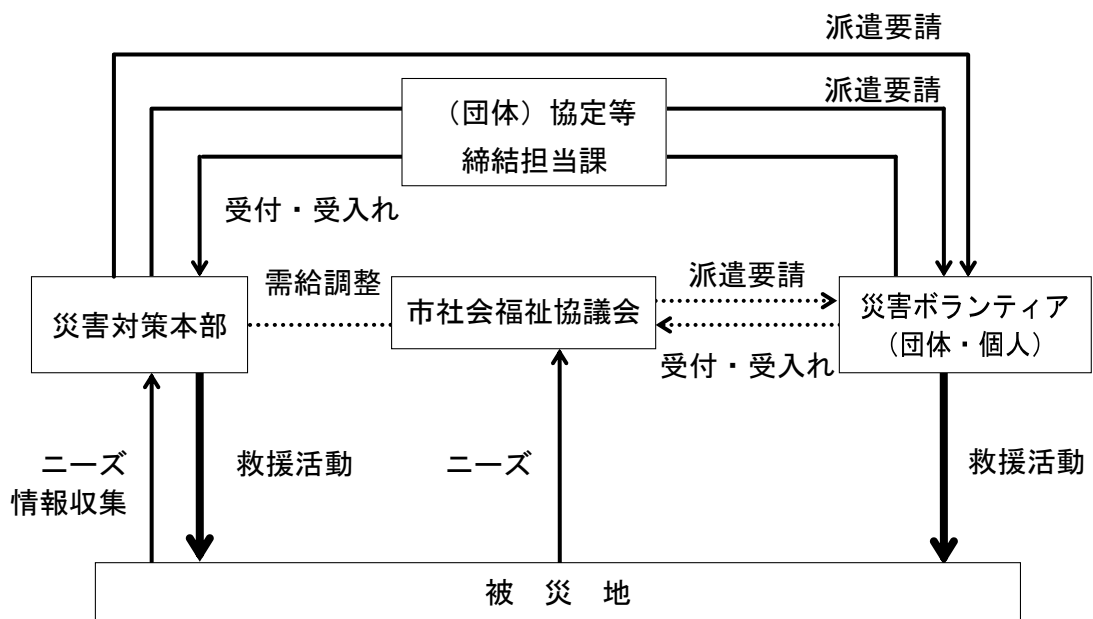 派遣要請
派遣要請
（団体）協定等
締結担当課
受付・受入れ
需給調整
派遣要請
災害対策本部
市社会福祉協議会
災害ボランティア
（団体・個人）
受付・受入れ
ニーズ
情報収集
救援活動
ニーズ
救援活動
被 災 地